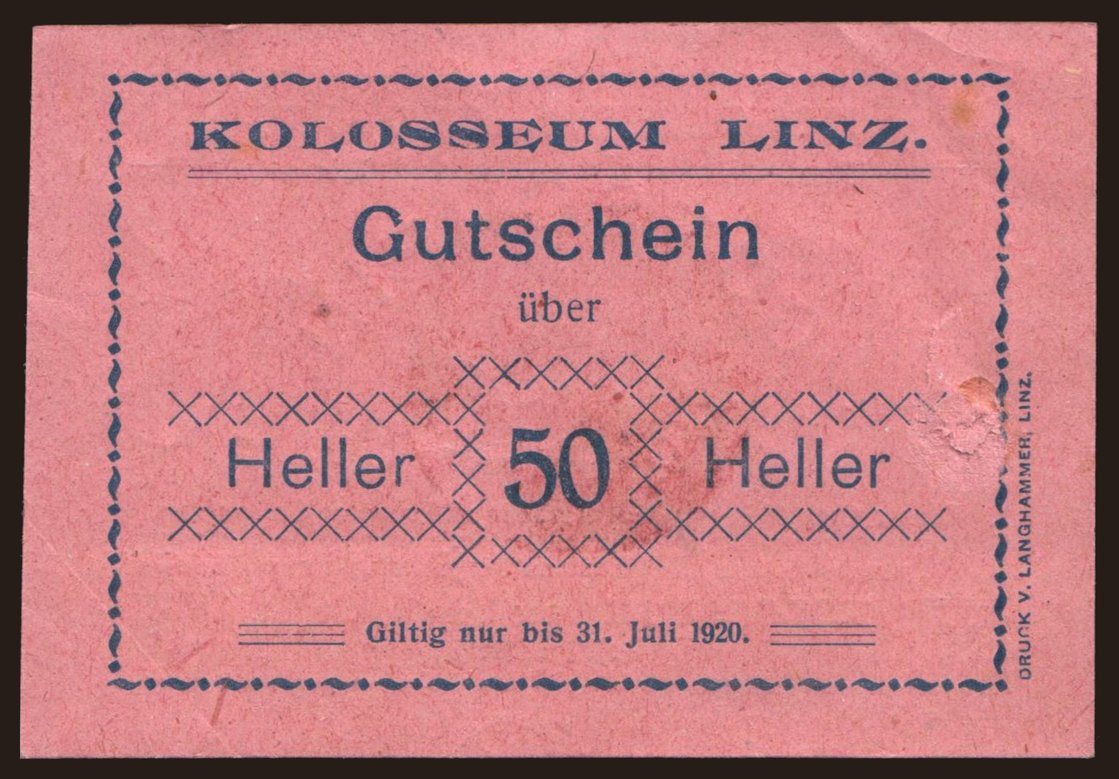 KOLOSSEUM LINZ.
Gutschein
über
Heller 50 Heller
Giltig nur bis 31. Juli 1920.
DRUCK V. LANGHAMMER, LINZ.